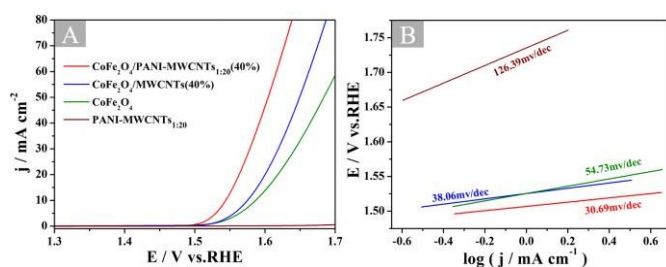 A
CoFe2O4/PANI-MWCNTs1:20(40%)
CoFe2O4/MWCNTs(40%)
CoFe2O4
PANI-MWCNTs1:20
80
70
60
50
40
30
20
10
0
j / mA cm-2
1.3 1.4 1.5 1.6 1.7
E / V vs.RHE
B
126.39mv/dec
54.73mv/dec
38.06mv/dec
30.69mv/dec
1.75
1.70
1.65
1.60
1.55
1.50
E / V vs.RHE
-0.6 -0.4 -0.2 0.0 0.2 0.4 0.6
log ( j / mA cm-1)